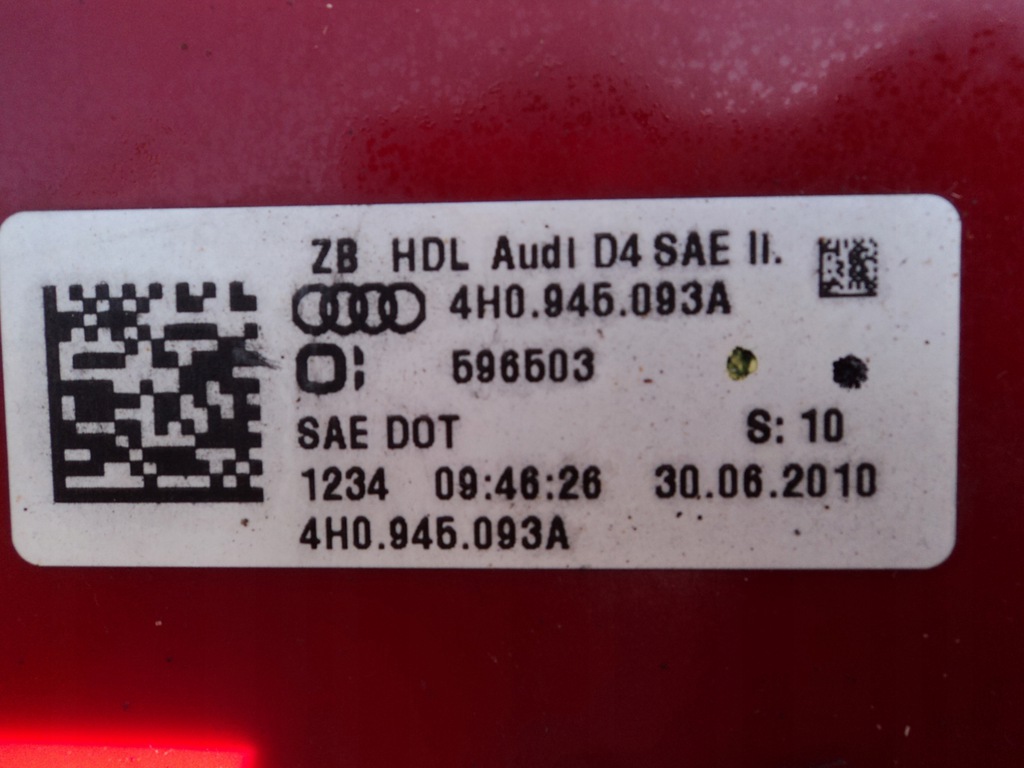 ZB HDL Audi D4 SAE II.
4H0.945.093A
596503
SAE DOT S: 10
1234 09:46:26 30.06.2010
4H0.945.093A